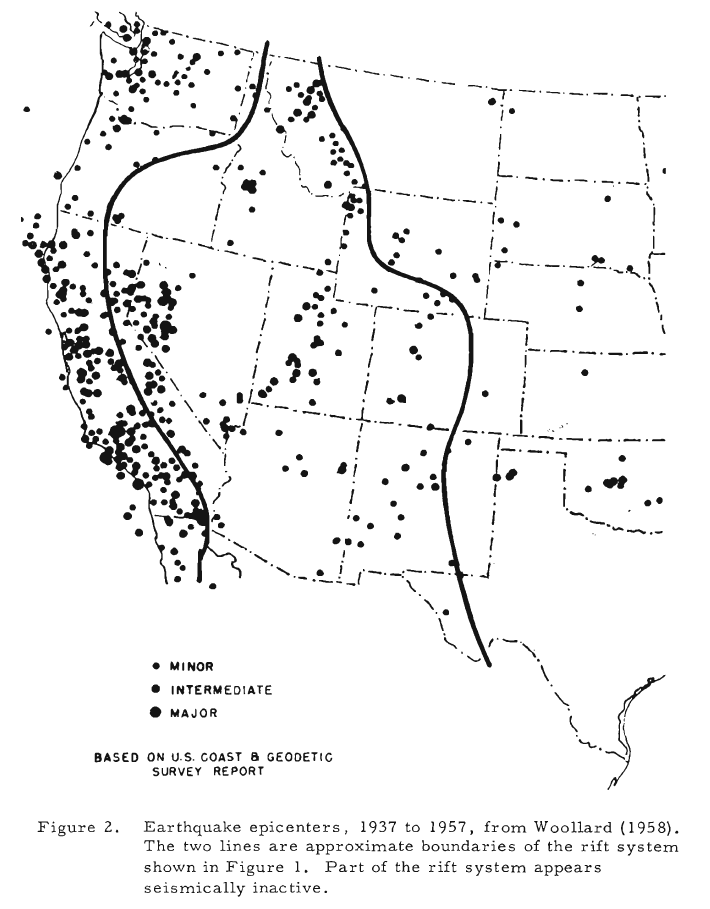 MINOR
INTERMEDIATE
MAJOR
BASED ON U.S. COAST & GEODETIC
SURVEY REPORT
Figure 2. Earthquake epicenters, 1937 to 1957, from Woollard (1958).
The two lines are approximate boundaries of the rift system
shown in Figure 1. Part of the rift system appears
seismically inactive.